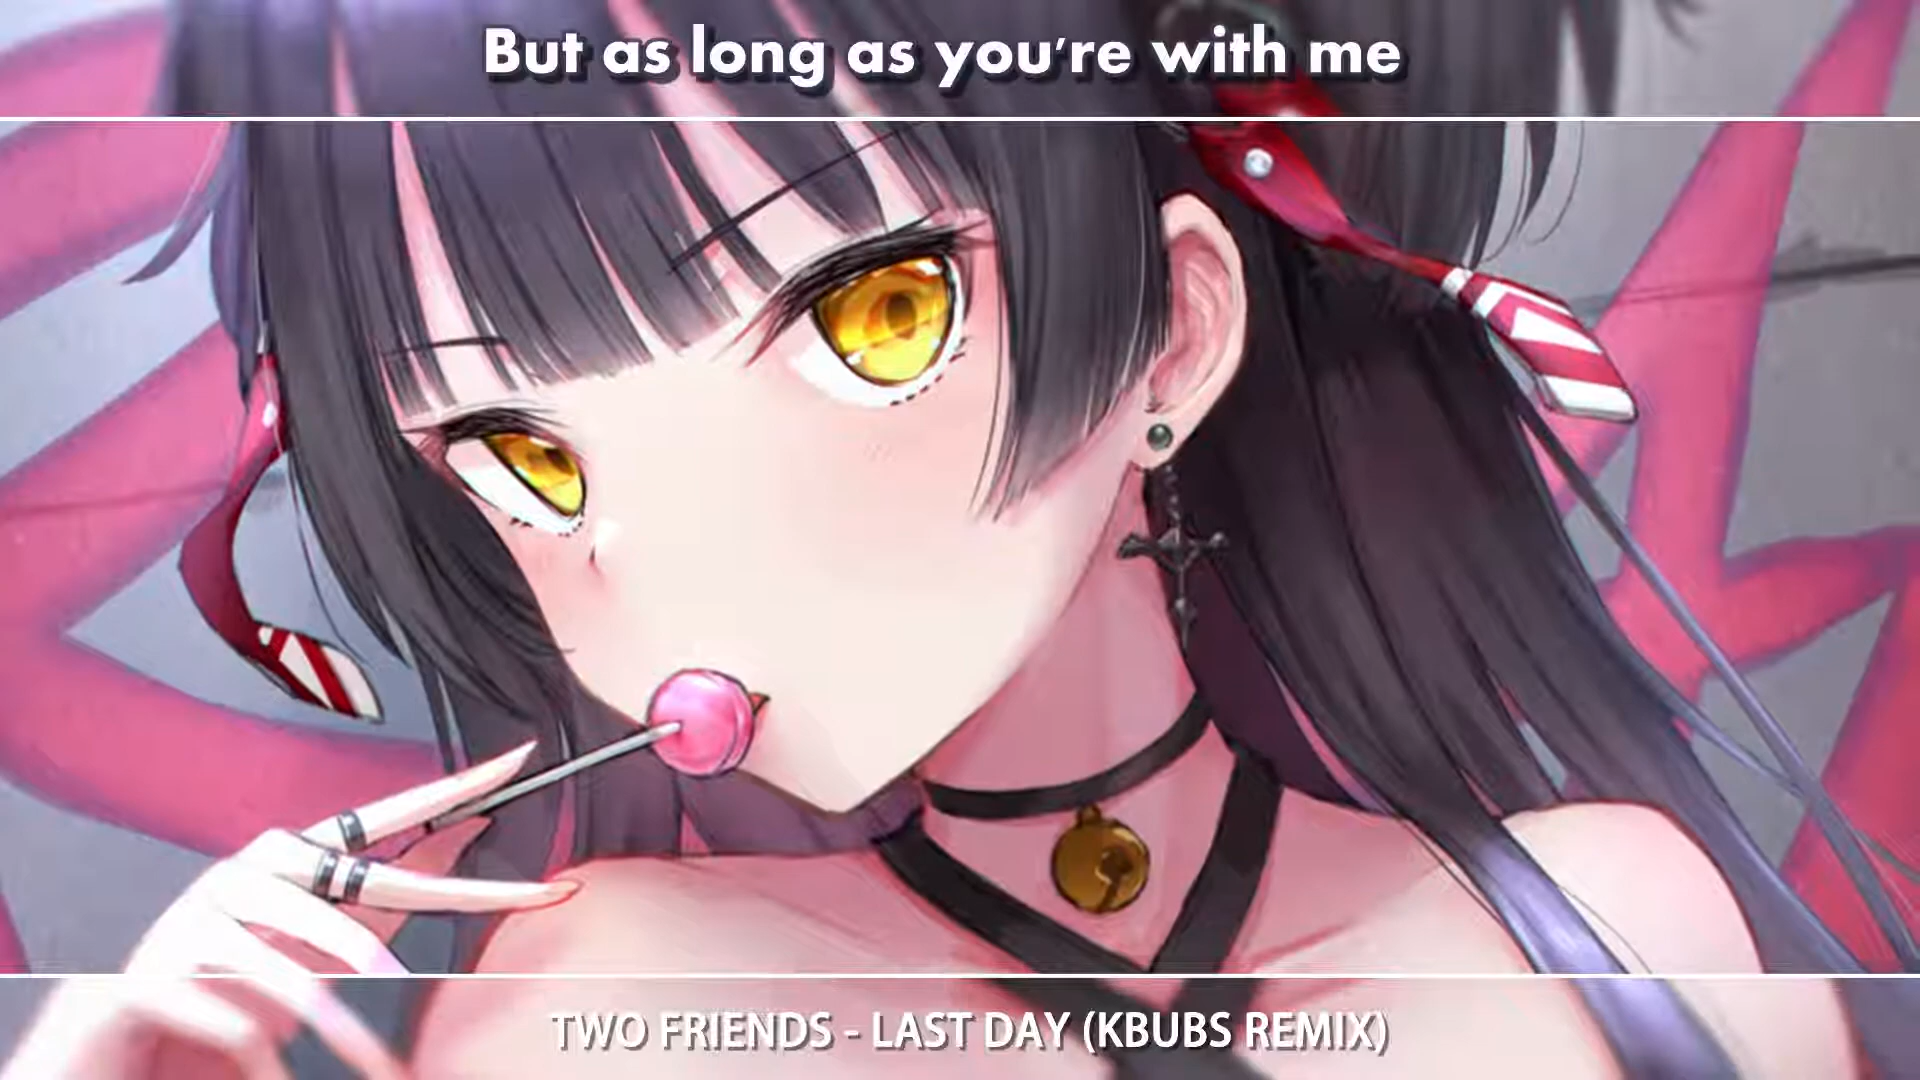 But as long as you're with me
TWO FRIENDS - LAST DAY (KBUBS REMIX)